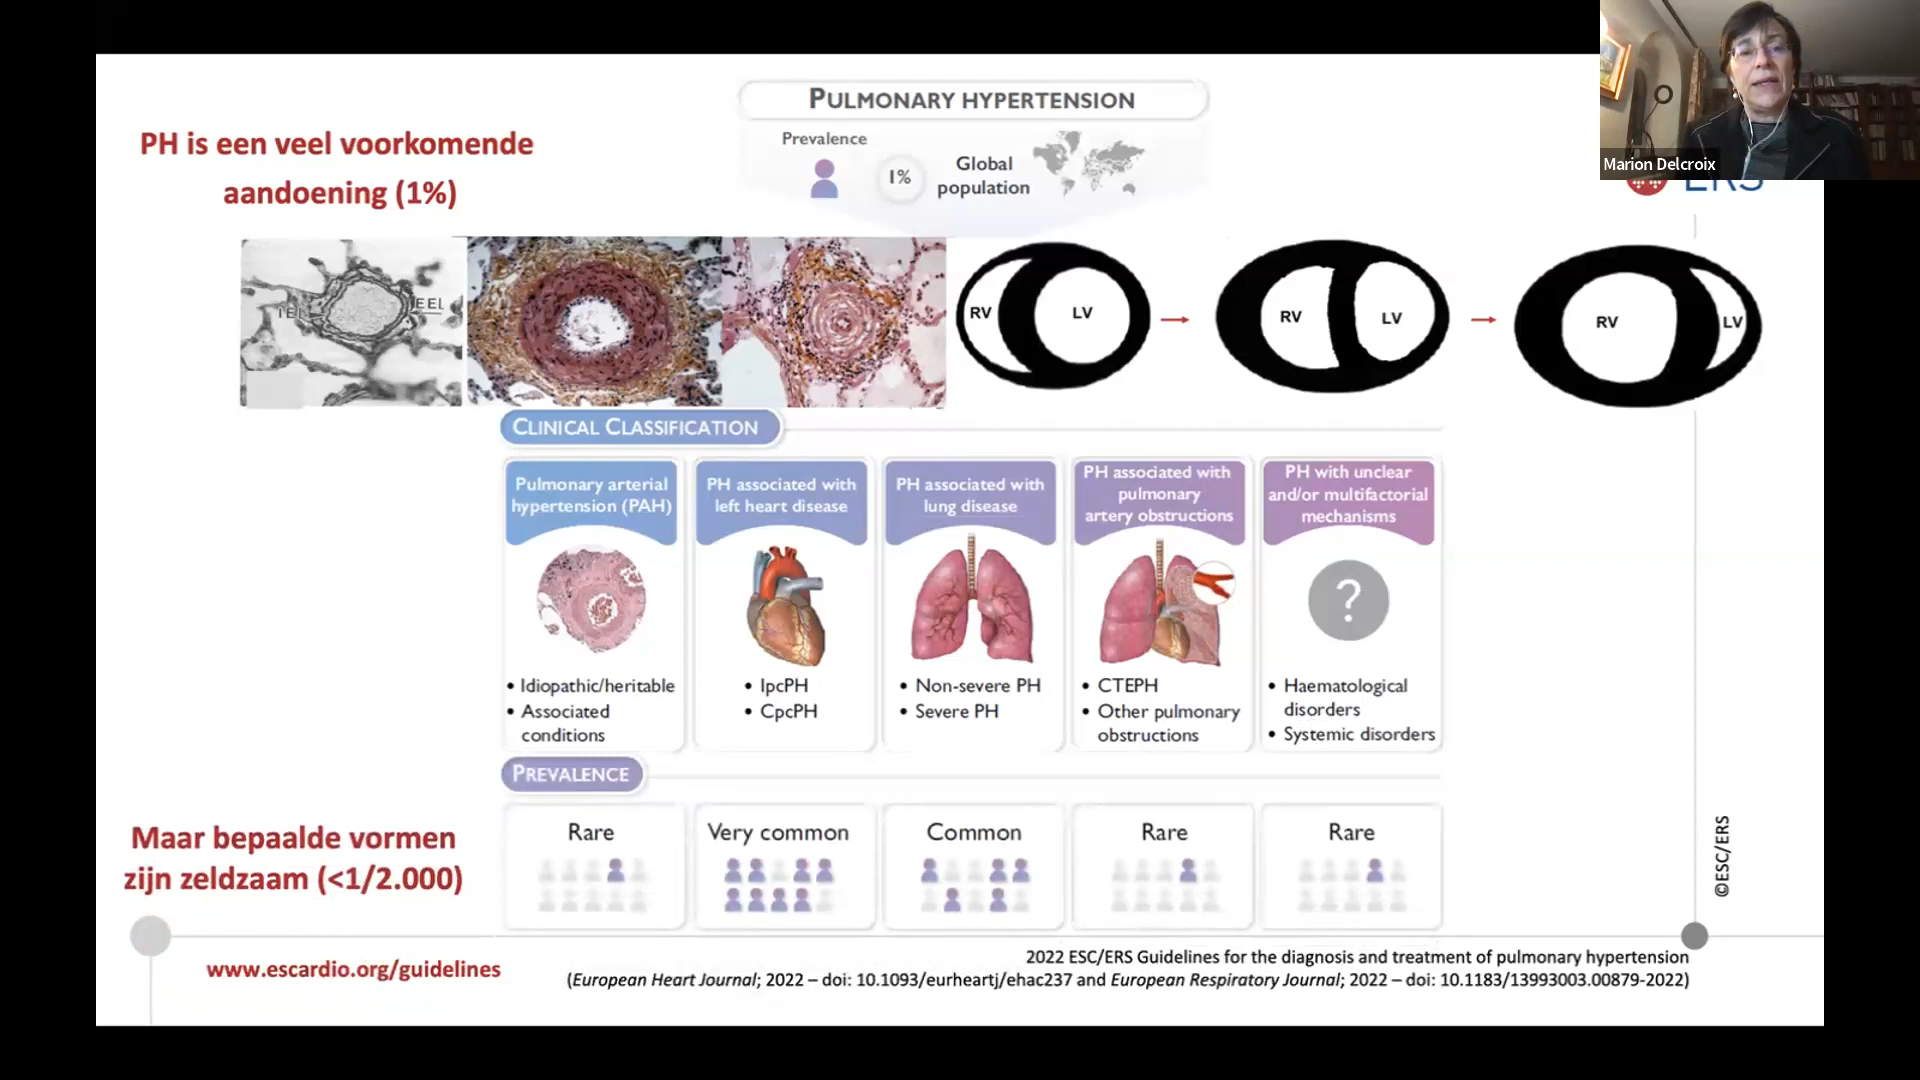 PULMONARY HYPERTENSION
PH is een veel voorkomende
aandoening (1%)
Prevalence
1%
Global
population
Marion Delcroix
ERS
IEL
EEL
RV
LV
RV
LV
RV
LV
CLINICAL CLASSIFICATION
Pulmonary arterial
hypertension (PAH)
PH associated with
left heart disease
PH associated with
lung disease
PH associated with
pulmonary
artery obstructions
PH with unclear
and/or multifactorial
mechanisms
?
• Idiopathic/heritable
• Associated
conditions
• IpcPH
• CpcPH
• Non-severe PH
• Severe PH
• CTEPH
• Other pulmonary
obstructions
• Haematological
disorders
• Systemic disorders
PREVALENCE
Maar bepaalde vormen
zijn zeldzaam (<1/2.000)
Rare
Very common
Common
Rare
Rare
©ESC/ERS
www.escardio.org/guidelines
2022 ESC/ERS Guidelines for the diagnosis and treatment of pulmonary hypertension
(European Heart Journal; 2022 – doi: 10.1093/eurheartj/ehac237 and European Respiratory Journal; 2022 – doi: 10.1183/13993003.00879-2022)